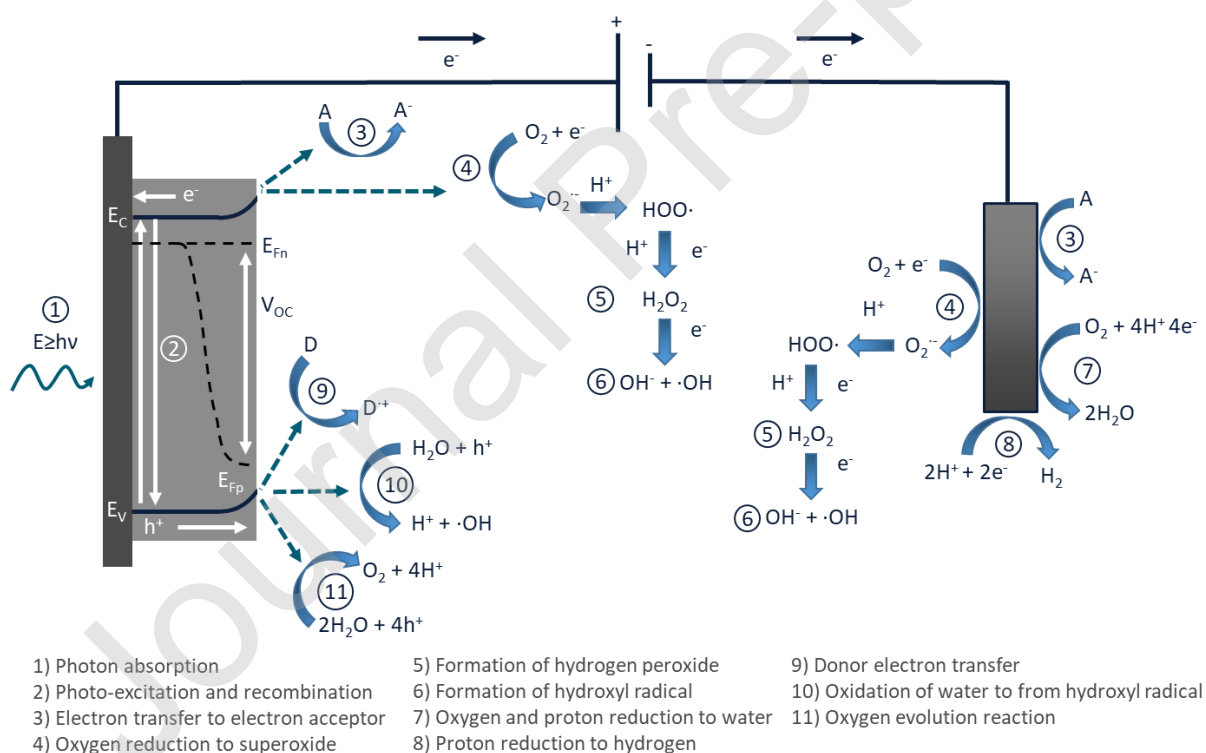 +
-
e⁻
e⁻
A
A⁻
③
O₂ + e⁻
④
O₂˙⁻
H⁺
HOO·
H⁺
e⁻
⑤
H₂O₂
e⁻
⑥ OH⁻ + ·OH
e⁻
E_C
E_Fn
V_OC
①
E≥hν
②
E_Fp
E_V
h⁺
D
⑨
D˙⁺
H₂O + h⁺
⑩
H⁺ + ·OH
O₂ + 4H⁺
⑪
2H₂O + 4h⁺
A
③
A⁻
O₂ + e⁻
④
H⁺
HOO·
O₂˙⁻
H⁺
e⁻
⑤ H₂O₂
e⁻
⑥ OH⁻ + ·OH
O₂ + 4H⁺ 4e⁻
⑦
2H₂O
⑧
2H⁺ + 2e⁻
H₂
1) Photon absorption
2) Photo-excitation and recombination
3) Electron transfer to electron acceptor
4) Oxygen reduction to superoxide
5) Formation of hydrogen peroxide
6) Formation of hydroxyl radical
7) Oxygen and proton reduction to water
8) Proton reduction to hydrogen
9) Donor electron transfer
10) Oxidation of water to from hydroxyl radical
11) Oxygen evolution reaction
Journal Pre-p